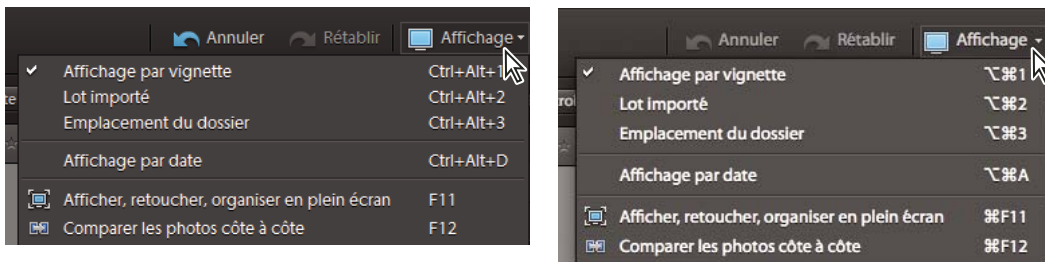 Annuler Rétablir Affichage
Affichage par vignette Ctrl+Alt+1
Lot importé Ctrl+Alt+2
Emplacement du dossier Ctrl+Alt+3
Affichage par date Ctrl+Alt+D
Afficher, retoucher, organiser en plein écran F11
Comparer les photos côte à côte F12
Annuler Rétablir Affichage
Affichage par vignette ⌥⌘1
Lot importé ⌥⌘2
Emplacement du dossier ⌥⌘3
Affichage par date ⌥⌘A
Afficher, retoucher, organiser en plein écran ⌘F11
Comparer les photos côte à côte ⌘F12